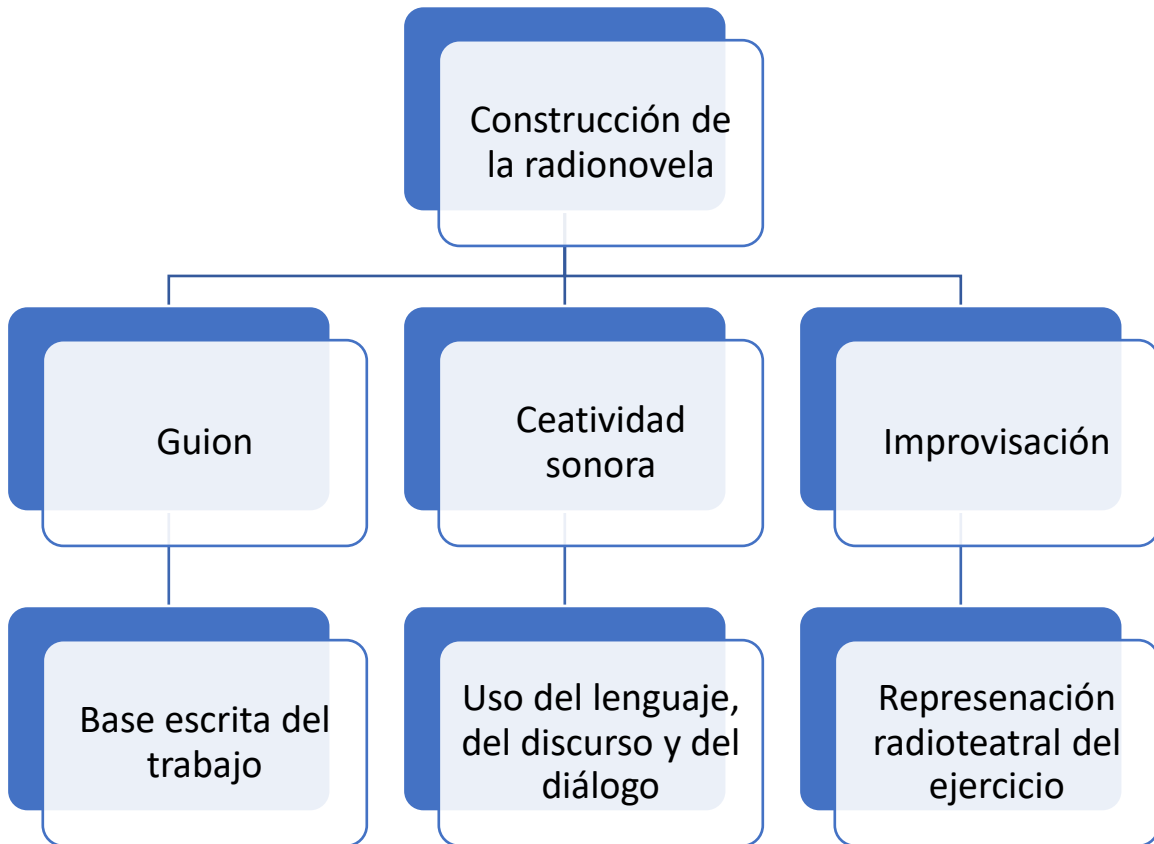 Construcción de
la radionovela
Guion
Ceatividad
sonora
Improvisación
Base escrita del
trabajo
Uso del lenguaje,
del discurso y del
diálogo
Represenación
radioteatral del
ejercicio